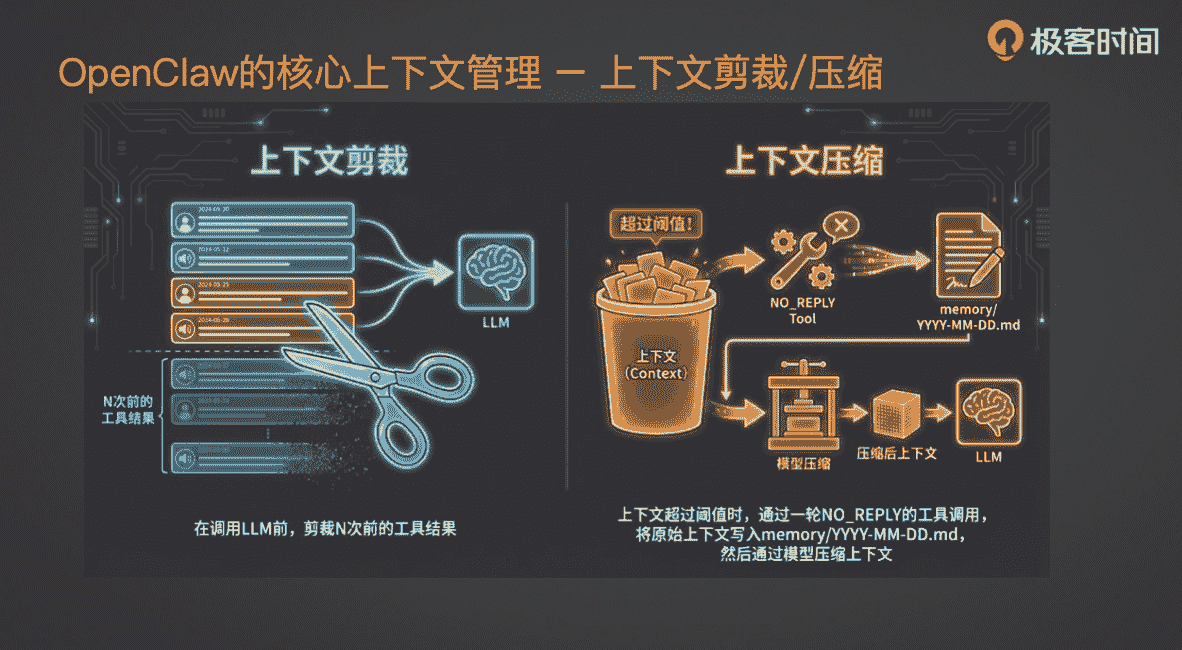 极客时间
OpenClaw的核心上下文管理 — 上下文剪裁/压缩
上下文剪裁
LLM
N次前的
工具结果
在调用LLM前，剪裁N次前的工具结果
上下文压缩
超过阈值！
上下文
(Context)
NO_REPLY
Tool
memory/
YYYY-MM-DD.md
模型压缩
压缩后上下文
LLM
上下文超过阈值时，通过一轮NO_REPLY的工具调用，
将原始上下文写入memory/YYYY-MM-DD.md，
然后通过模型压缩上下文